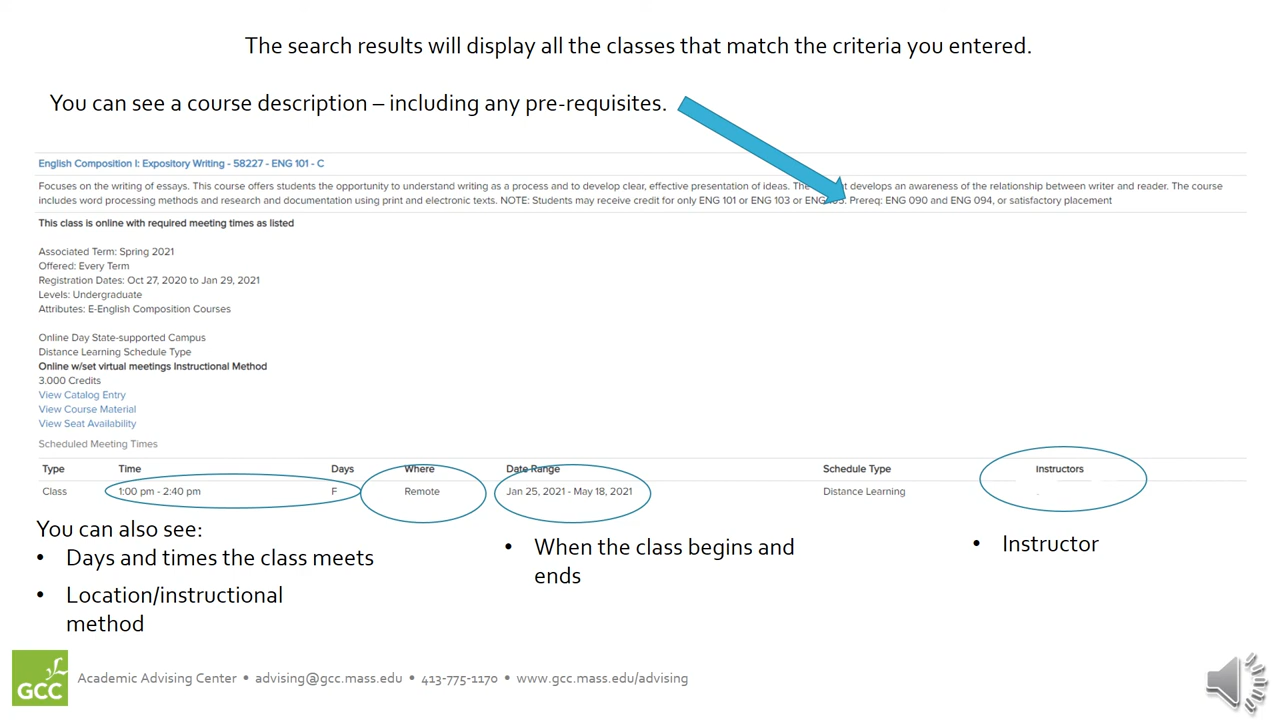 The search results will display all the classes that match the criteria you entered.
You can see a course description – including any pre-requisites.
English Composition I: Expository Writing - 58227 - ENG 101 - C
Focuses on the writing of essays. This course offers students the opportunity to understand writing as a process and to develop clear, effective presentation of ideas. The develops an awareness of the relationship between writer and reader. The course
includes word processing methods and research and documentation using print and electronic texts. NOTE: Students may receive credit for only ENG 101 or ENG 103 or ENG Prereq: ENG 090 and ENG 094, or satisfactory placement
This class is online with required meeting times as listed
Associated Term: Spring 2021
Offered: Every Term
Registration Dates: Oct 27, 2020 to Jan 29, 2021
Levels: Undergraduate
Attributes: E-English Composition Courses
Online Day State-supported Campus
Distance Learning Schedule Type
Online w/set virtual meetings Instructional Method
3.000 Credits
View Catalog Entry
View Course Material
View Seat Availability
Scheduled Meeting Times
Type Time Days Where Date Range Schedule Type Instructors
Class 1:00 pm - 2:40 pm F Remote Jan 25, 2021 - May 18, 2021 Distance Learning
You can also see:
• Days and times the class meets
• Location/instructional
method
• When the class begins and
ends
• Instructor
GCC
Academic Advising Center • advising@gcc.mass.edu • 413-775-1170 • www.gcc.mass.edu/advising